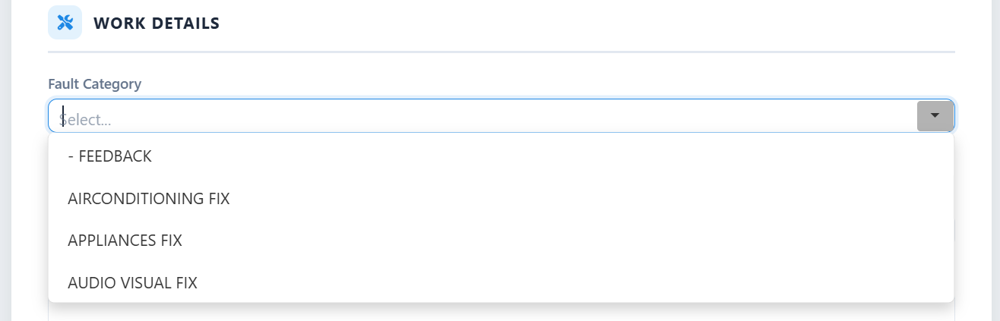 WORK DETAILS
Fault Category
Select...
- FEEDBACK
AIRCONDITIONING FIX
APPLIANCES FIX
AUDIO VISUAL FIX